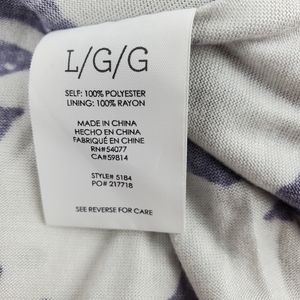 L/G/G
SELF: 100% POLYESTER
LINING: 100% RAYON
MADE IN CHINA
HECHO EN CHINA
FABRIQUÉ EN CHINE
RN#54077
CA#59814
STYLE# 5184
PO# 217718
SEE REVERSE FOR CARE